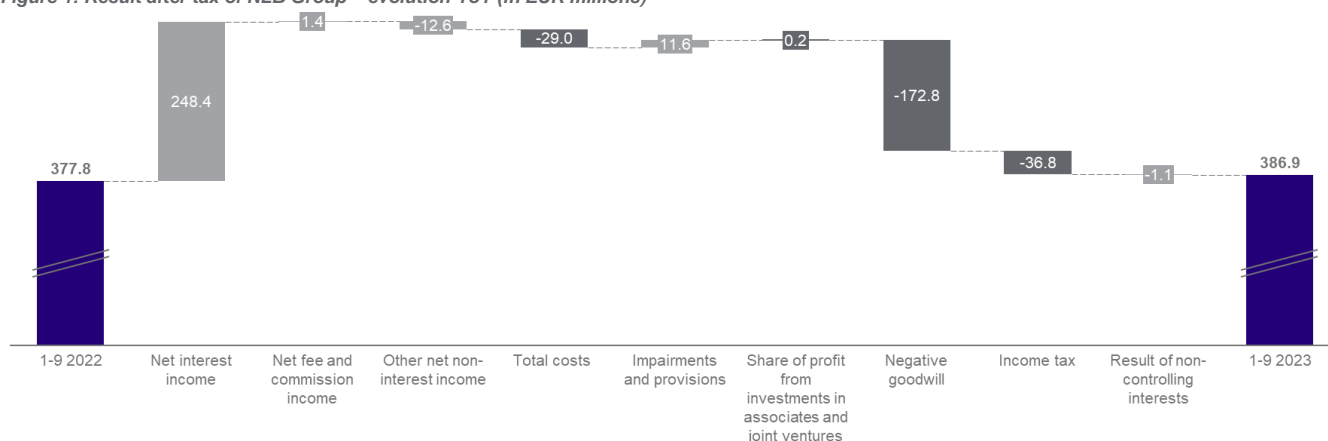 Figure 1: Result after tax of NLB Group – evolution YoY (in EUR millions)
1.4
-12.6
-29.0
11.6
0.2
248.4
-172.8
377.8
-36.8
-1.1
386.9
1-9 2022
Net interest
income
Net fee and
commission
income
Other net non-
interest income
Total costs
Impairments
and provisions
Share of profit
from
investments in
associates and
joint ventures
Negative
goodwill
Income tax
Result of non-
controlling
interests
1-9 2023